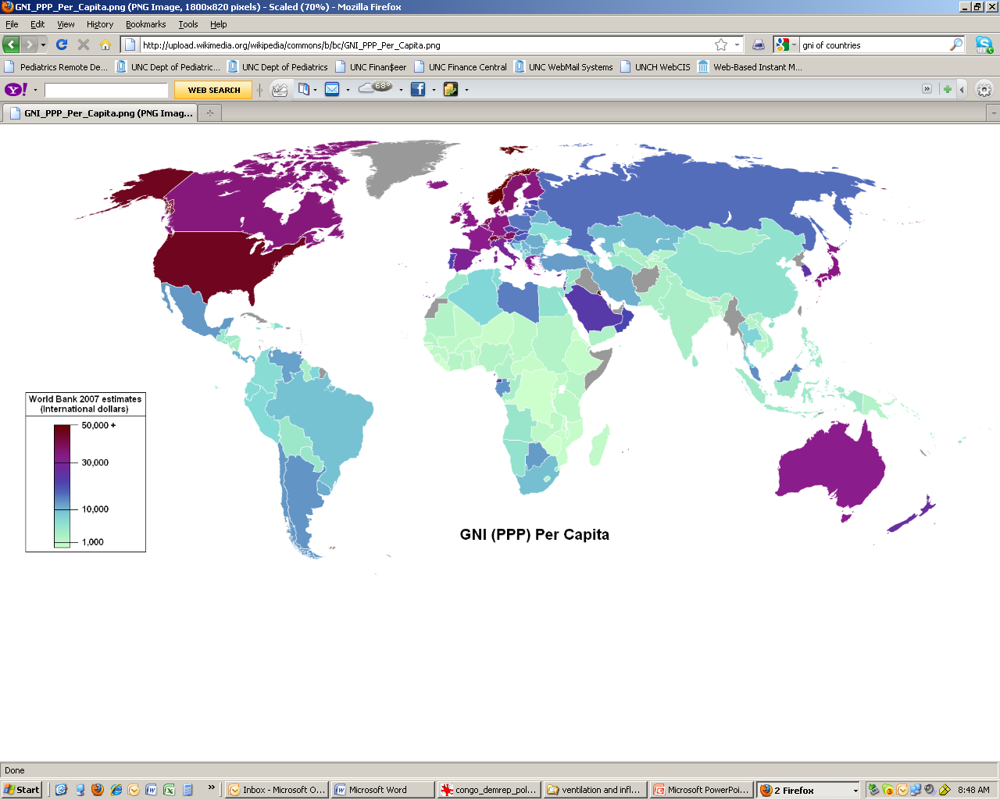 GNI_PPP_Per_Capita.png (PNG Image, 1800x820 pixels) - Scaled (70%) - Mozilla Firefox
File Edit View History Bookmarks Tools Help
http://upload.wikimedia.org/wikipedia/commons/b/bc/GNI_PPP_Per_Capita.png
gni of countries
Pediatrics Remote De... UNC Dept of Pediatric... UNC Dept of Pediatrics UNC Finan$eer UNC Finance Central UNC WebMail Systems UNCH WebCIS Web-Based Instant M...
Y! WEB SEARCH 68°
GNI_PPP_Per_Capita.png (PNG Imag...
World Bank 2007 estimates
(International dollars)
50,000 +
30,000
10,000
1,000
GNI (PPP) Per Capita
Done
Start Inbox - Microsoft O... Microsoft Word congo_demrep_pol... ventilation and infl... Microsoft PowerPoi... 2 Firefox 8:48 AM